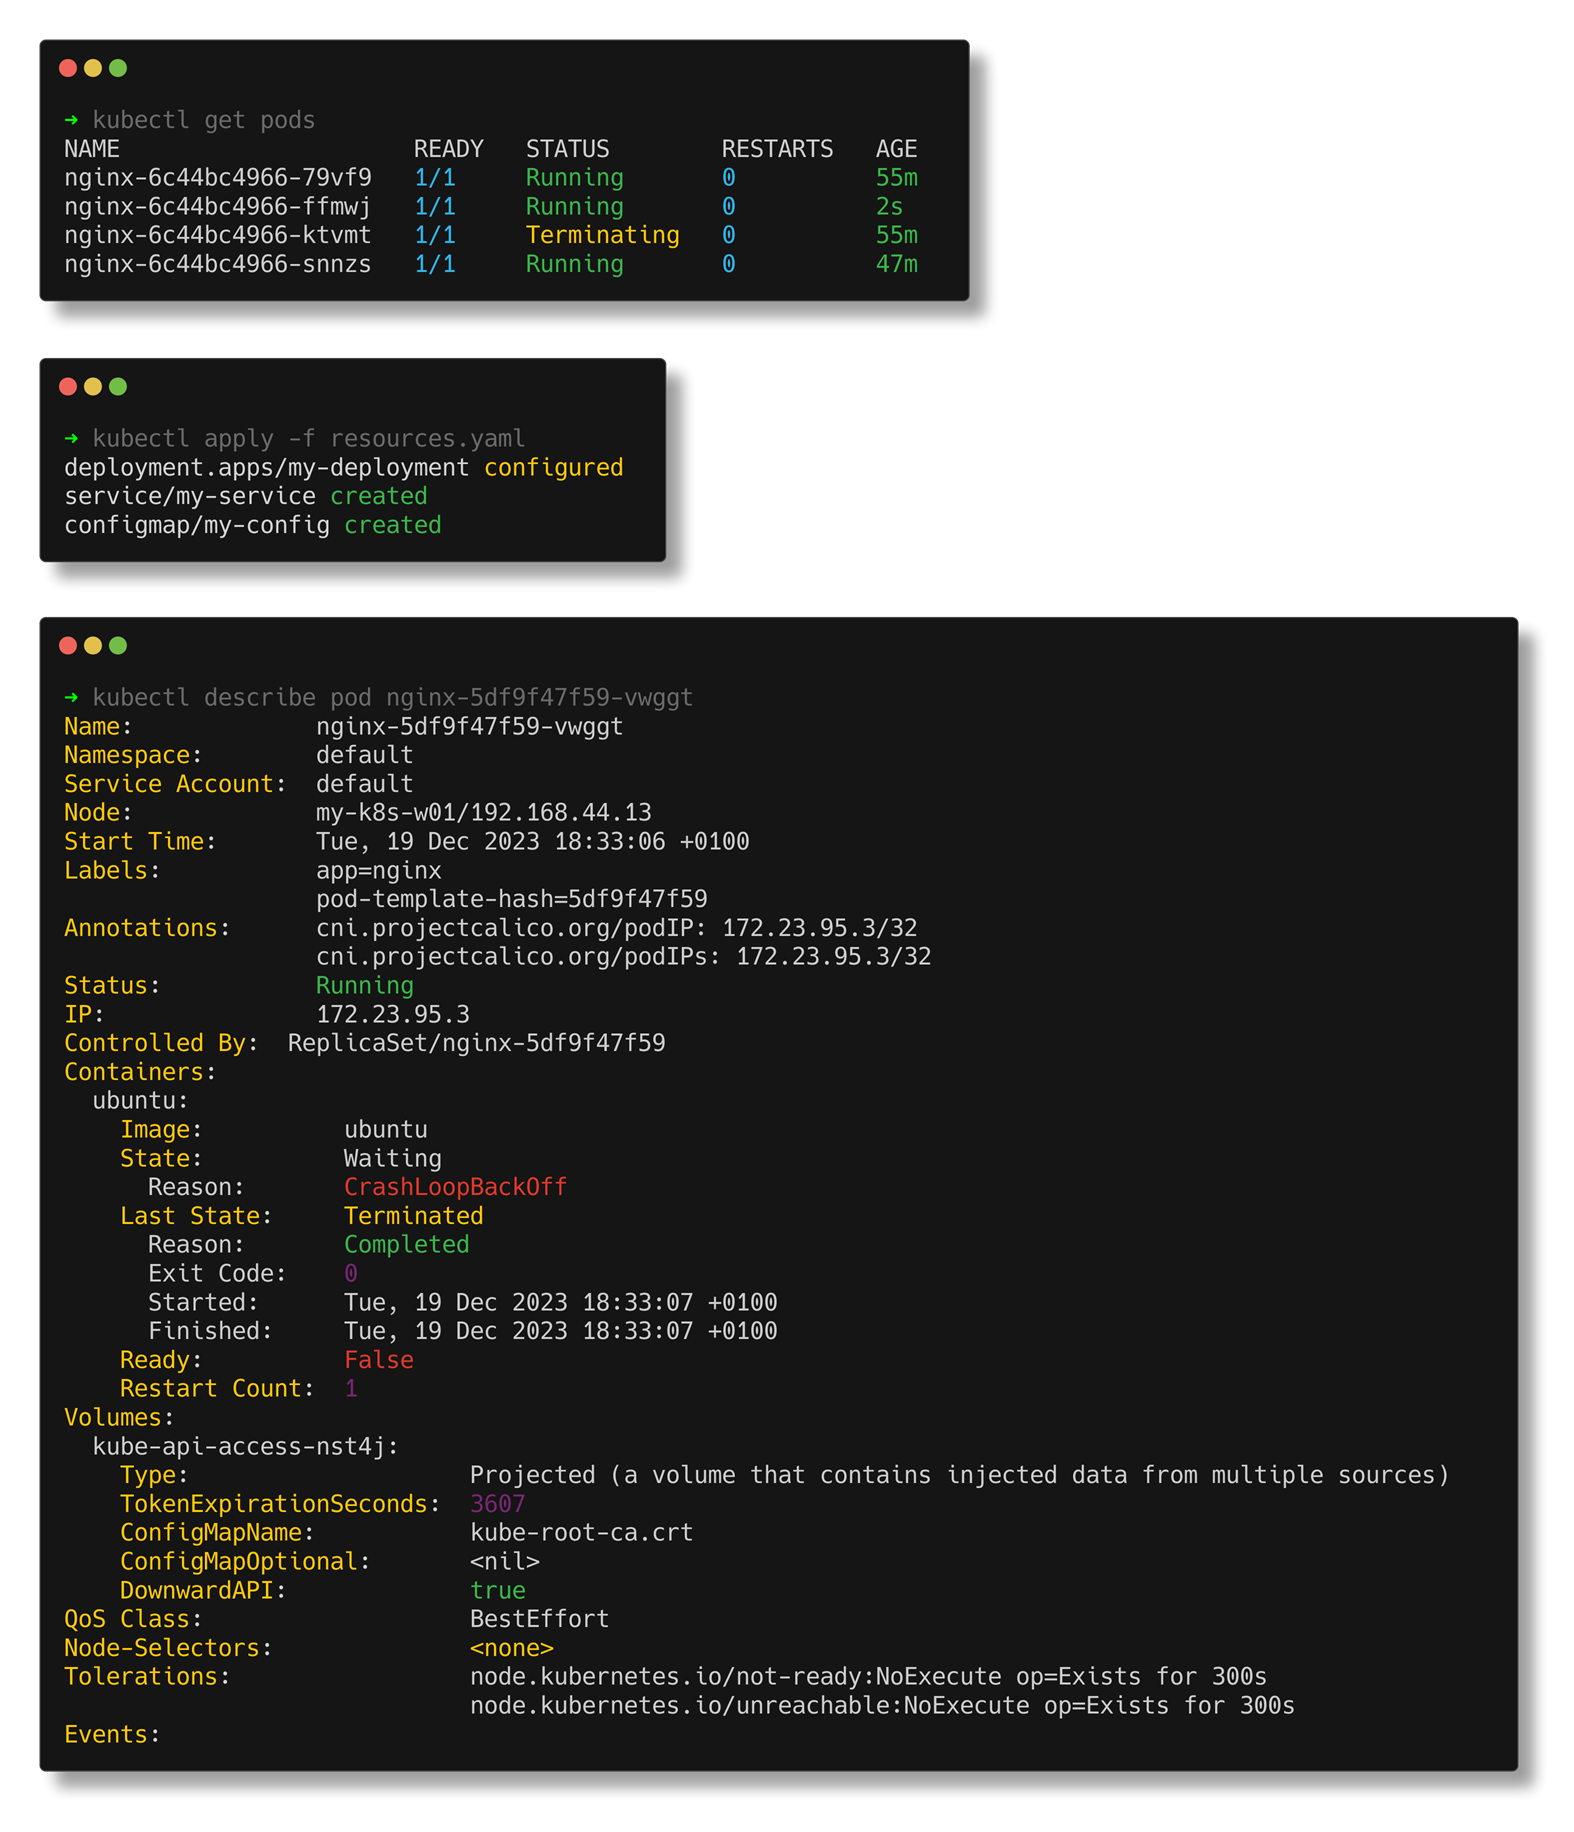 ➜ kubectl get pods
NAME                     READY   STATUS        RESTARTS   AGE
nginx-6c44bc4966-79vf9   1/1     Running       0          55m
nginx-6c44bc4966-ffmwj   1/1     Running       0          2s
nginx-6c44bc4966-ktvmt   1/1     Terminating   0          55m
nginx-6c44bc4966-snnzs   1/1     Running       0          47m
➜ kubectl apply -f resources.yaml
deployment.apps/my-deployment configured
service/my-service created
configmap/my-config created
➜ kubectl describe pod nginx-5df9f47f59-vwggt
Name:             nginx-5df9f47f59-vwggt
Namespace:        default
Service Account:  default
Node:             my-k8s-w01/192.168.44.13
Start Time:       Tue, 19 Dec 2023 18:33:06 +0100
Labels:           app=nginx
                  pod-template-hash=5df9f47f59
Annotations:      cni.projectcalico.org/podIP: 172.23.95.3/32
                  cni.projectcalico.org/podIPs: 172.23.95.3/32
Status:           Running
IP:               172.23.95.3
Controlled By:  ReplicaSet/nginx-5df9f47f59
Containers:
  ubuntu:
    Image:          ubuntu
    State:          Waiting
      Reason:       CrashLoopBackOff
    Last State:     Terminated
      Reason:       Completed
      Exit Code:    0
      Started:      Tue, 19 Dec 2023 18:33:07 +0100
      Finished:     Tue, 19 Dec 2023 18:33:07 +0100
    Ready:          False
    Restart Count:  1
Volumes:
  kube-api-access-nst4j:
    Type:                    Projected (a volume that contains injected data from multiple sources)
    TokenExpirationSeconds:  3607
    ConfigMapName:           kube-root-ca.crt
    ConfigMapOptional:       <nil>
    DownwardAPI:             true
QoS Class:                   BestEffort
Node-Selectors:              <none>
Tolerations:                 node.kubernetes.io/not-ready:NoExecute op=Exists for 300s
                             node.kubernetes.io/unreachable:NoExecute op=Exists for 300s
Events: